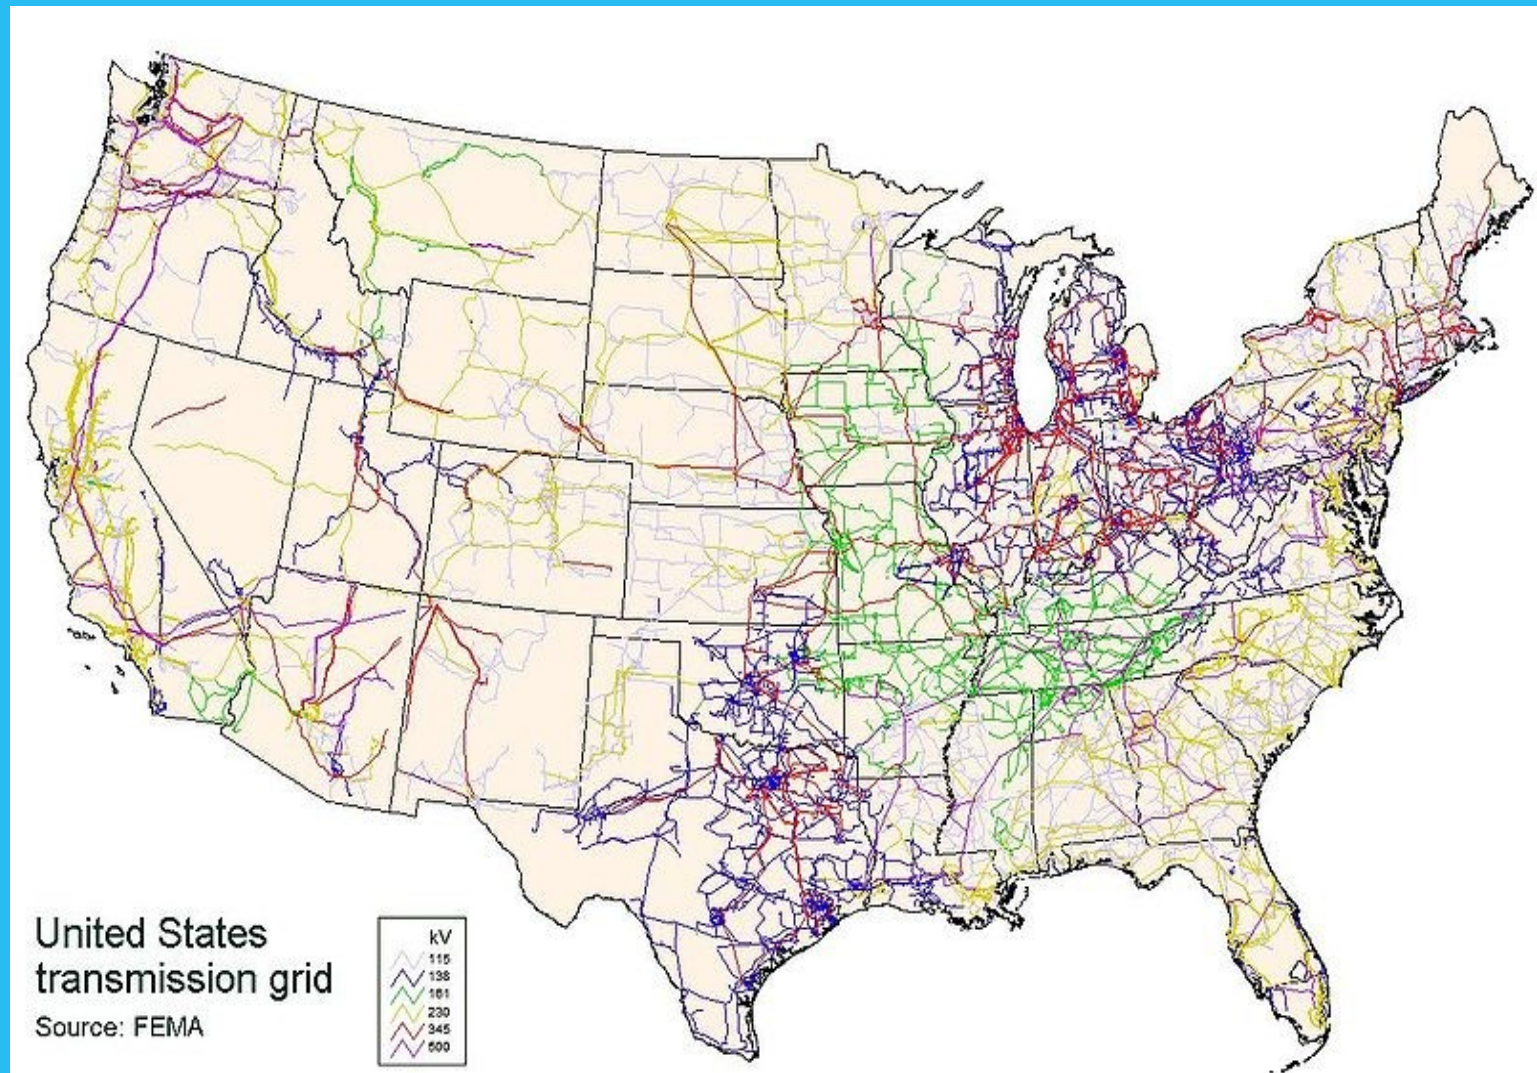 United States
transmission grid
Source: FEMA
kV
115
138
161
230
345
500